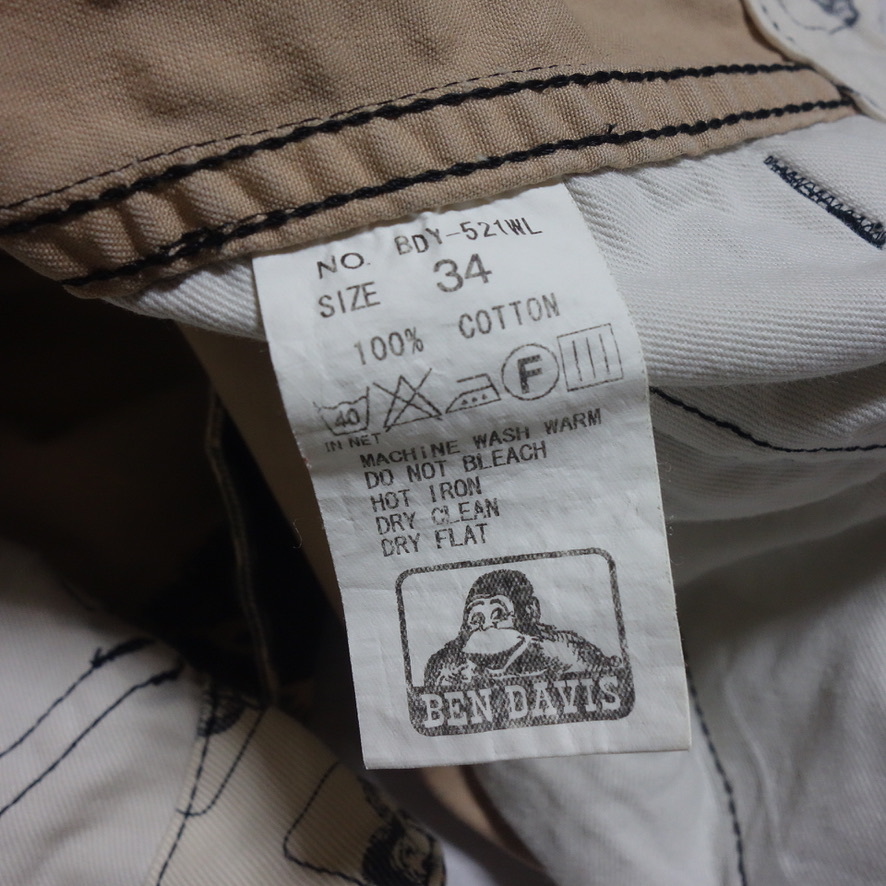 NO. BDY-521WL
SIZE 34
100% COTTON
40 F
IN NET
MACHINE WASH WARM
DO NOT BLEACH
HOT IRON
DRY CLEAN
DRY FLAT
BEN DAVIS